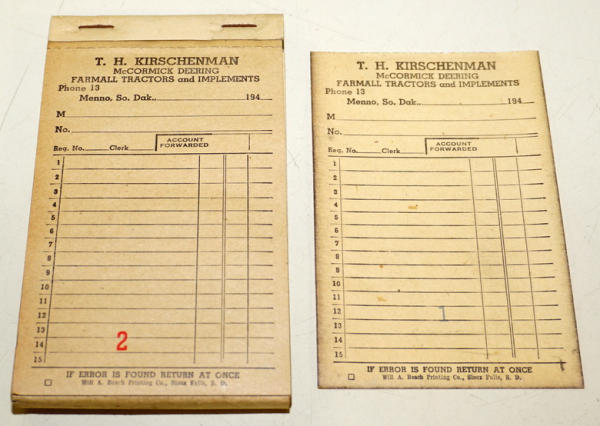 T. H. KIRSCHENMAN
McCORMICK DEERING
FARMALL TRACTORS and IMPLEMENTS
Phone 13
Menno, So. Dak. 194
M
No.
Reg. No. Clerk
ACCOUNT
FORWARDED
1
2
3
4
5
6
7
8
9
10
11
12
13
14
15
2
IF ERROR IS FOUND RETURN AT ONCE
Will A. Beach Printing Co., Sioux Falls, S. D.
T. H. KIRSCHENMAN
McCORMICK DEERING
FARMALL TRACTORS and IMPLEMENTS
Phone 13
Menno, So. Dak. 194
M
No.
Reg. No. Clerk
ACCOUNT
FORWARDED
1
2
3
4
5
6
7
8
9
10
11
12
13
14
15
1
IF ERROR IS FOUND RETURN AT ONCE
Will A. Beach Printing Co., Sioux Falls, S. D.